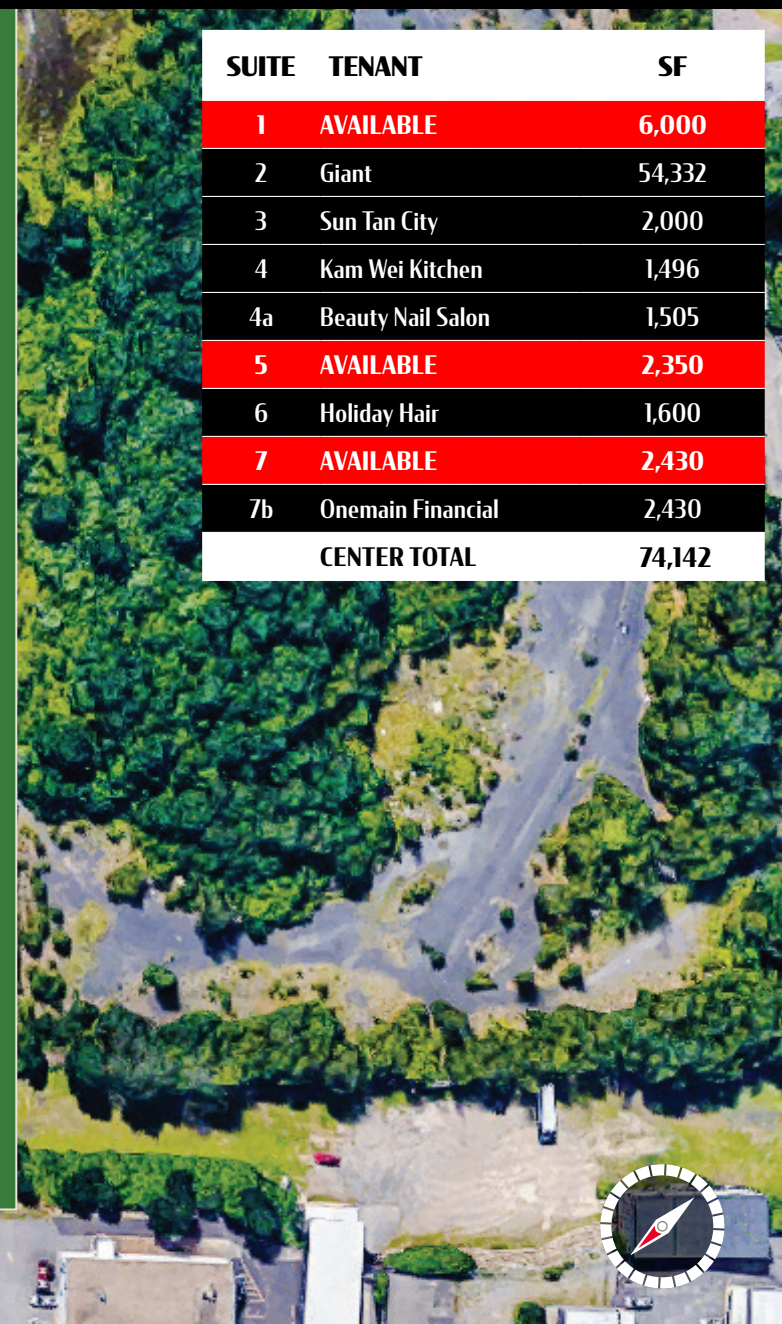 SUITE TENANT SF
1 AVAILABLE 6,000
2 Giant 54,332
3 Sun Tan City 2,000
4 Kam Wei Kitchen 1,496
4a Beauty Nail Salon 1,505
5 AVAILABLE 2,350
6 Holiday Hair 1,600
7 AVAILABLE 2,430
7b Onemain Financial 2,430
CENTER TOTAL 74,142